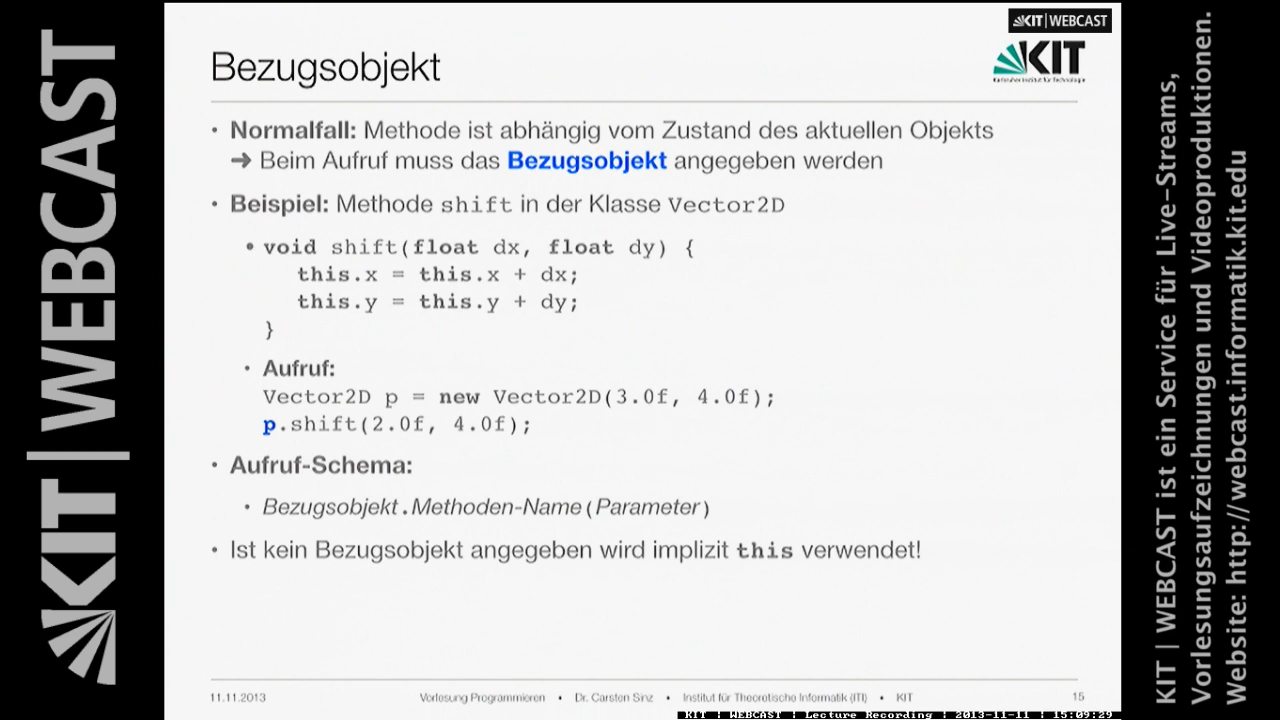 KIT | WEBCAST
KIT | WEBCAST
KIT
Karlsruher Institut für Technologie
Bezugsobjekt
• Normalfall: Methode ist abhängig vom Zustand des aktuellen Objekts
➔ Beim Aufruf muss das Bezugsobjekt angegeben werden
• Beispiel: Methode shift in der Klasse Vector2D
• void shift(float dx, float dy) {
this.x = this.x + dx;
this.y = this.y + dy;
}
• Aufruf:
Vector2D p = new Vector2D(3.0f, 4.0f);
p.shift(2.0f, 4.0f);
• Aufruf-Schema:
• Bezugsobjekt.Methoden-Name(Parameter)
• Ist kein Bezugsobjekt angegeben wird implizit this verwendet!
11.11.2013 Vorlesung Programmieren • Dr. Carsten Sinz • Institut für Theoretische Informatik (ITI) • KIT 15
KIT | WEBCAST | Lecture Recording | 2013-11-11 | 15:09:29
KIT | WEBCAST ist ein Service für Live-Streams,
Vorlesungsaufzeichnungen und Videoproduktionen.
Website: http://webcast.informatik.kit.edu